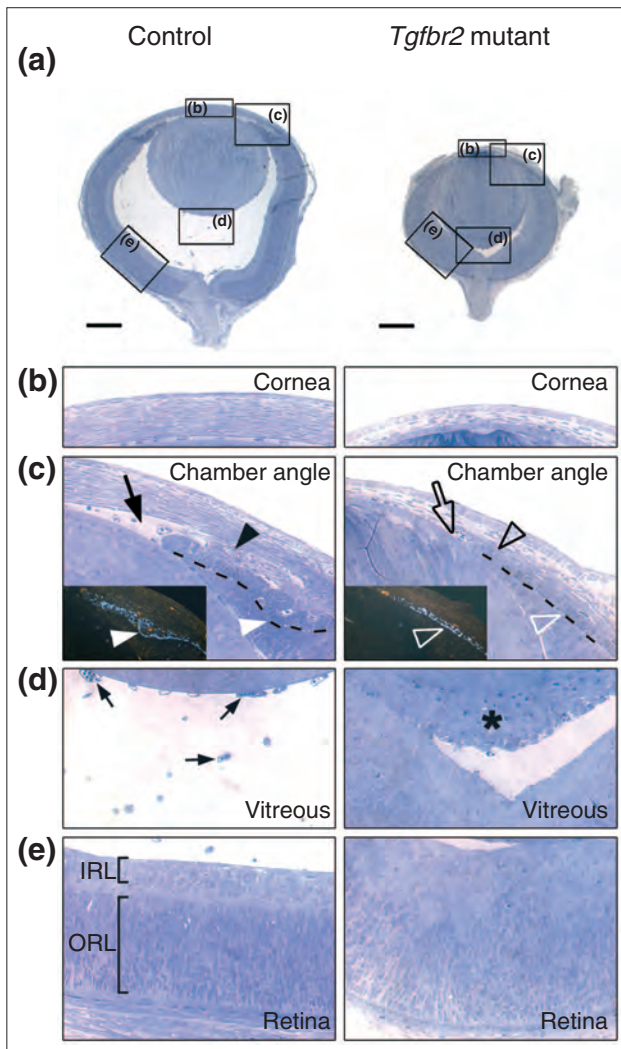 Control
Tgfbr2 mutant
(a)
(b)
(c)
(d)
(e)
(b)
(c)
(d)
(e)
(b)
Cornea
Cornea
(c)
Chamber angle
Chamber angle
(d)
Vitreous
*
Vitreous
(e)
IRL
ORL
Retina
Retina